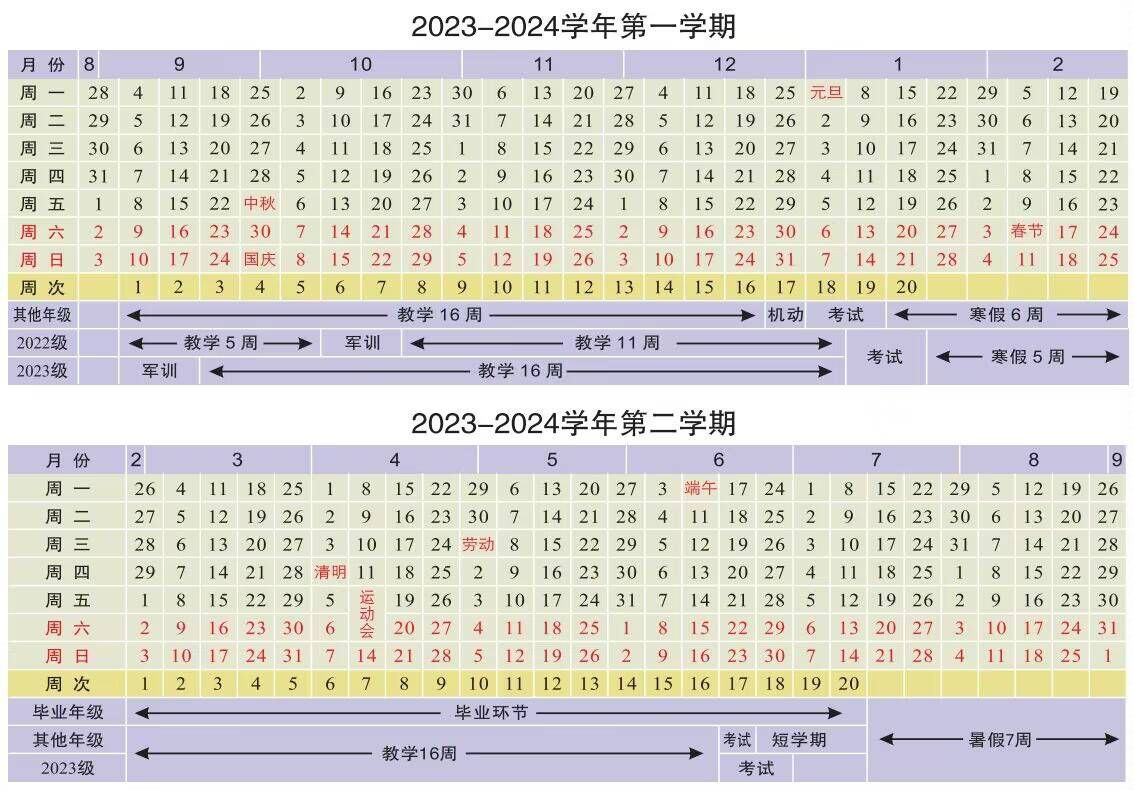 2023-2024学年第一学期
月 份 8 9 10 11 12 1 2
周 一 28 4 11 18 25 2 9 16 23 30 6 13 20 27 4 11 18 25 元旦 8 15 22 29 5 12 19
周 二 29 5 12 19 26 3 10 17 24 31 7 14 21 28 5 12 19 26 2 9 16 23 30 6 13 20
周 三 30 6 13 20 27 4 11 18 25 1 8 15 22 29 6 13 20 27 3 10 17 24 31 7 14 21
周 四 31 7 14 21 28 5 12 19 26 2 9 16 23 30 7 14 21 28 4 11 18 25 1 8 15 22
周 五 1 8 15 22 中秋 6 13 20 27 3 10 17 24 1 8 15 22 29 5 12 19 26 2 9 16 23
周 六 2 9 16 23 30 7 14 21 28 4 11 18 25 2 9 16 23 30 6 13 20 27 3 春节 17 24
周 日 3 10 17 24 国庆 8 15 22 29 5 12 19 26 3 10 17 24 31 7 14 21 28 4 11 18 25
周 次 1 2 3 4 5 6 7 8 9 10 11 12 13 14 15 16 17 18 19 20
其他年级 教学 16 周 机动 考试 寒假 6 周
2022级 教学 5 周 军训 教学 11 周
考试 寒假 5 周
2023级 军训 教学 16 周
2023-2024学年第二学期
月 份 2 3 4 5 6 7 8 9
周 一 26 4 11 18 25 1 8 15 22 29 6 13 20 27 3 端午 17 24 1 8 15 22 29 5 12 19 26
周 二 27 5 12 19 26 2 9 16 23 30 7 14 21 28 4 11 18 25 2 9 16 23 30 6 13 20 27
周 三 28 6 13 20 27 3 10 17 24 劳动 8 15 22 29 5 12 19 26 3 10 17 24 31 7 14 21 28
周 四 29 7 14 21 28 清明 11 18 25 2 9 16 23 30 6 13 20 27 4 11 18 25 1 8 15 22 29
周 五 1 8 15 22 29 5 运动会 19 26 3 10 17 24 31 7 14 21 28 5 12 19 26 2 9 16 23 30
周 六 2 9 16 23 30 6 20 27 4 11 18 25 1 8 15 22 29 6 13 20 27 3 10 17 24 31
周 日 3 10 17 24 31 7 14 21 28 5 12 19 26 2 9 16 23 30 7 14 21 28 4 11 18 25 1
周 次 1 2 3 4 5 6 7 8 9 10 11 12 13 14 15 16 17 18 19 20
毕业年级 毕业环节
其他年级 考试 短学期 暑假7周
教学16周
2023级 考试